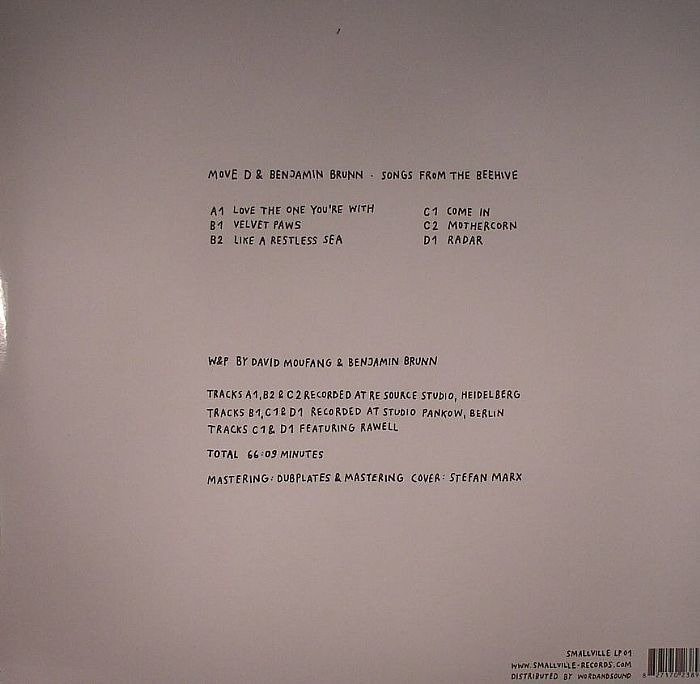 MOVE D & BENJAMIN BRUNN - SONGS FROM THE BEEHIVE
A1 LOVE THE ONE YOU'RE WITH
B1 VELVET PAWS
B2 LIKE A RESTLESS SEA
C1 COME IN
C2 MOTHERCORN
D1 RADAR
W&P BY DAVID MOUFANG & BENJAMIN BRUNN
TRACKS A1, B2 & C2 RECORDED AT RE SOURCE STUDIO, HEIDELBERG
TRACKS B1, C1 & D1 RECORDED AT STUDIO PANKOW, BERLIN
TRACKS C1 & D1 FEATURING RAWELL
TOTAL 66:09 MINUTES
MASTERING: DUBPLATES & MASTERING COVER: STEFAN MARX
SMALLVILLE LP01
WWW.SMALLVILLE-RECORDS.COM
DISTRIBUTED BY WORDANDSOUND